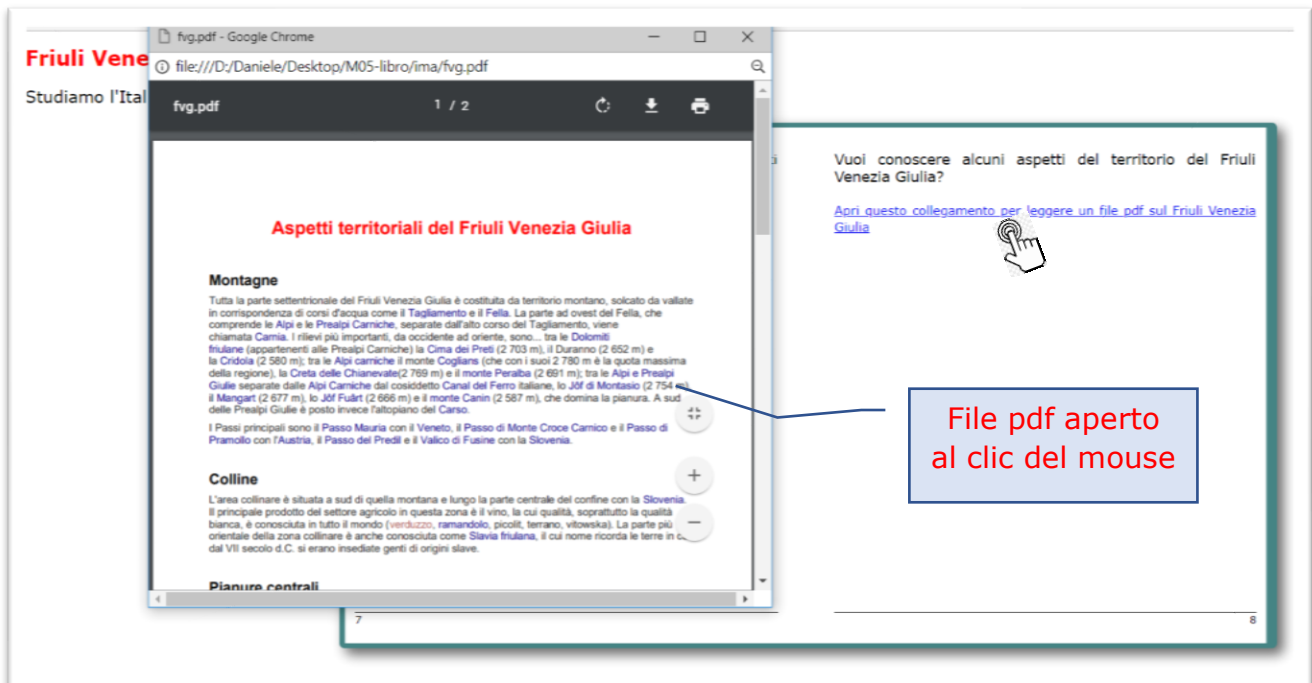 Friuli Vene
Studiamo l'Ital
fvg.pdf - Google Chrome
file:///D:/Daniele/Desktop/M05-libro/ima/fvg.pdf
fvg.pdf
1 / 2
Aspetti territoriali del Friuli Venezia Giulia
Montagne
Tutta la parte settentrionale del Friuli Venezia Giulia è costituita da territorio montano, solcato da vallate
in corrispondenza di corsi d'acqua come il Tagliamento e il Fella. La parte ad ovest del Fella, che
comprende le Alpi e le Prealpi Carniche, separate dall'alto corso del Tagliamento, viene
chiamata Carnia. I rilievi più importanti, da occidente ad oriente, sono... tra le Dolomiti
friulane (appartenenti alle Prealpi Carniche) la Cima dei Preti (2 703 m), il Duranno (2 652 m) e
la Cridola (2 580 m); tra le Alpi carniche il monte Coglians (che con i suoi 2 780 m è la quota massima
della regione), la Creta delle Chianevate(2 769 m) e il monte Peralba (2 691 m); tra le Alpi e Prealpi
Giulie separate dalle Alpi Carniche dal cosiddetto Canal del Ferro italiane, lo Jôf di Montasio (2 754 m)
il Mangart (2 677 m), lo Jôf Fuârt (2 666 m) e il monte Canin (2 587 m), che domina la pianura. A sud
delle Prealpi Giulie è posto invece l'altopiano del Carso.
I Passi principali sono il Passo Mauria con il Veneto, il Passo di Monte Croce Carnico e il Passo di
Pramollo con l'Austria, il Passo del Predil e il Valico di Fusine con la Slovenia.
Colline
L'area collinare è situata a sud di quella montana e lungo la parte centrale del confine con la Slovenia.
Il principale prodotto del settore agricolo in questa zona è il vino, la cui qualità, soprattutto la qualità
bianca, è conosciuta in tutto il mondo (verduzzo, ramandolo, picolit, terrano, vitovska). La parte più
orientale della zona collinare è anche conosciuta come Slavia friulana, il cui nome ricorda le terre in c
dal VII secolo d.C. si erano insediate genti di origini slave.
Pianure centrali
Vuoi conoscere alcuni aspetti del territorio del Friuli
Venezia Giulia?
Apri questo collegamento per leggere un file pdf sul Friuli Venezia
Giulia
File pdf aperto
al clic del mouse
7
8